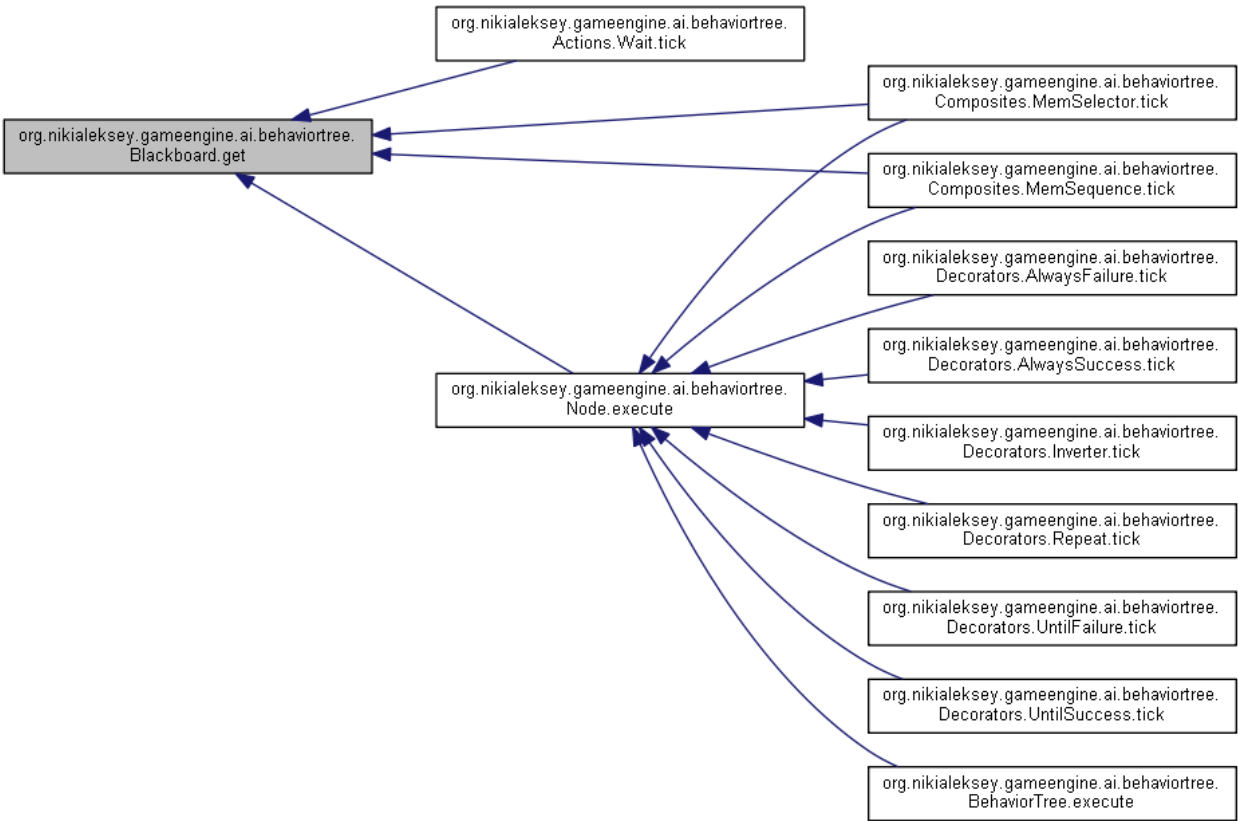 org.nikialeksey.gameengine.ai.behaviortree.
Actions.Wait.tick
org.nikialeksey.gameengine.ai.behaviortree.
Composites.MemSelector.tick
org.nikialeksey.gameengine.ai.behaviortree.
Blackboard.get
org.nikialeksey.gameengine.ai.behaviortree.
Composites.MemSequence.tick
org.nikialeksey.gameengine.ai.behaviortree.
Decorators.AlwaysFailure.tick
org.nikialeksey.gameengine.ai.behaviortree.
Decorators.AlwaysSuccess.tick
org.nikialeksey.gameengine.ai.behaviortree.
Node.execute
org.nikialeksey.gameengine.ai.behaviortree.
Decorators.Inverter.tick
org.nikialeksey.gameengine.ai.behaviortree.
Decorators.Repeat.tick
org.nikialeksey.gameengine.ai.behaviortree.
Decorators.UntilFailure.tick
org.nikialeksey.gameengine.ai.behaviortree.
Decorators.UntilSuccess.tick
org.nikialeksey.gameengine.ai.behaviortree.
BehaviorTree.execute